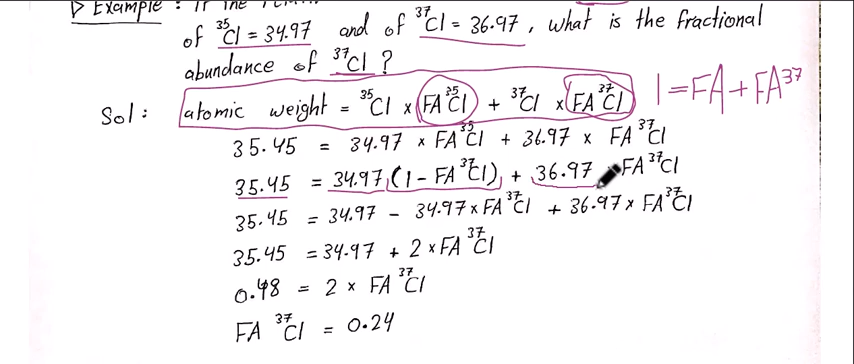 ▷ Example : If the
of ³⁵Cl = 34.97 and of ³⁷Cl = 36.97, what is the fractional
abundance of ³⁷Cl ?
Sol : atomic weight = ³⁵Cl × FA ³⁵Cl + ³⁷Cl × FA ³⁷Cl 1 = FA + FA³⁷
35.45 = 34.97 × FA ³⁵Cl + 36.97 × FA ³⁷Cl
35.45 = 34.97 (1 - FA ³⁷Cl) + 36.97 FA ³⁷Cl
35.45 = 34.97 - 34.97 × FA ³⁷Cl + 36.97 × FA ³⁷Cl
35.45 = 34.97 + 2 × FA ³⁷Cl
0.48 = 2 × FA ³⁷Cl
FA ³⁷Cl = 0.24